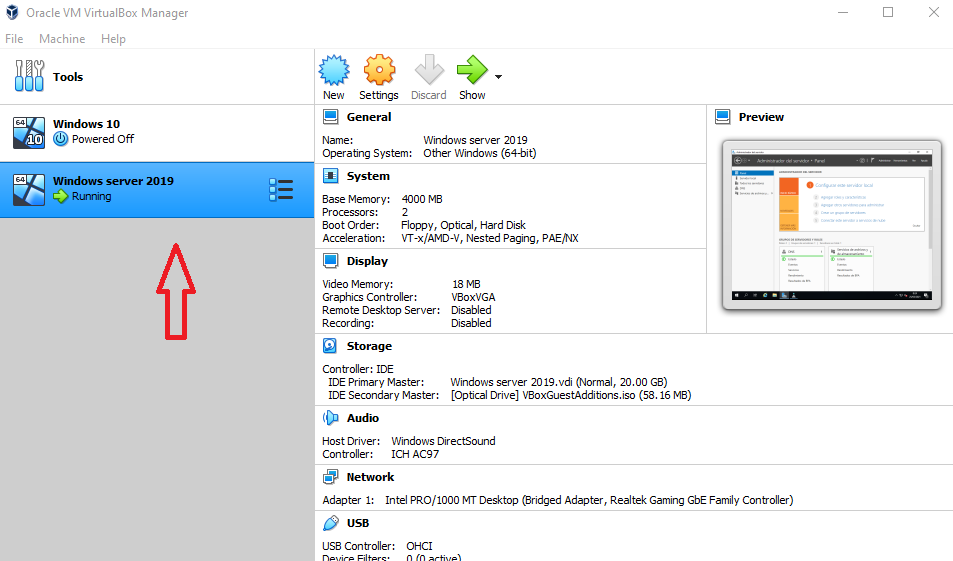 Oracle VM VirtualBox Manager
File Machine Help
Tools
64
10
Windows 10
Powered Off
64
Windows server 2019
Running
New Settings Discard Show
General
Name: Windows server 2019
Operating System: Other Windows (64-bit)
System
Base Memory: 4000 MB
Processors: 2
Boot Order: Floppy, Optical, Hard Disk
Acceleration: VT-x/AMD-V, Nested Paging, PAE/NX
Display
Video Memory: 18 MB
Graphics Controller: VBoxVGA
Remote Desktop Server: Disabled
Recording: Disabled
Storage
Controller: IDE
IDE Primary Master: Windows server 2019.vdi (Normal, 20.00 GB)
IDE Secondary Master: [Optical Drive] VBoxGuestAdditions.iso (58.16 MB)
Audio
Host Driver: Windows DirectSound
Controller: ICH AC97
Network
Adapter 1: Intel PRO/1000 MT Desktop (Bridged Adapter, Realtek Gaming GbE Family Controller)
USB
USB Controller: OHCI
Device Filters: 0 (0 active)
Preview
Administrador del servidor • Panel
Configure este servidor local